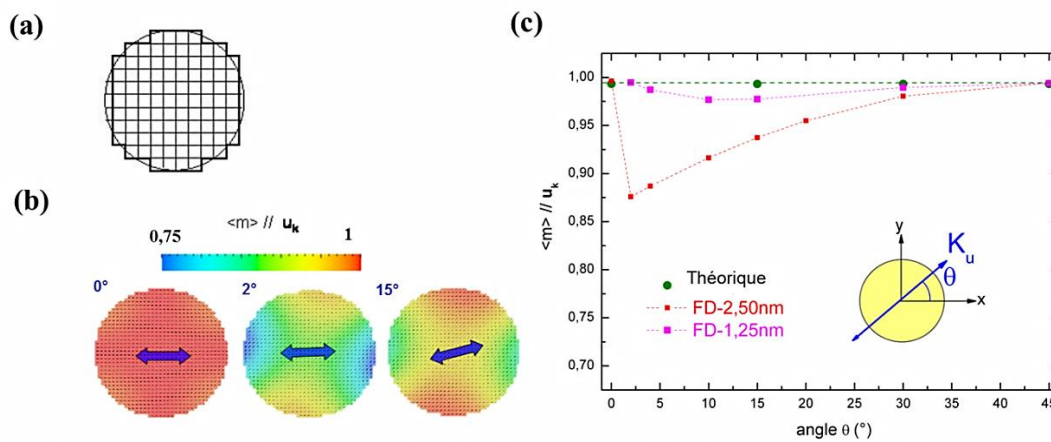 (a)
(b)
<m> // uk
0,75 1
0° 2° 15°
(c)
<m> // uk
1,00
0,95
0,90
0,85
0,80
0,75
0,70
Théorique
FD-2,50nm
FD-1,25nm
y
Ku
θ
x
0 5 10 15 20 25 30 35 40 45
angle θ (°)